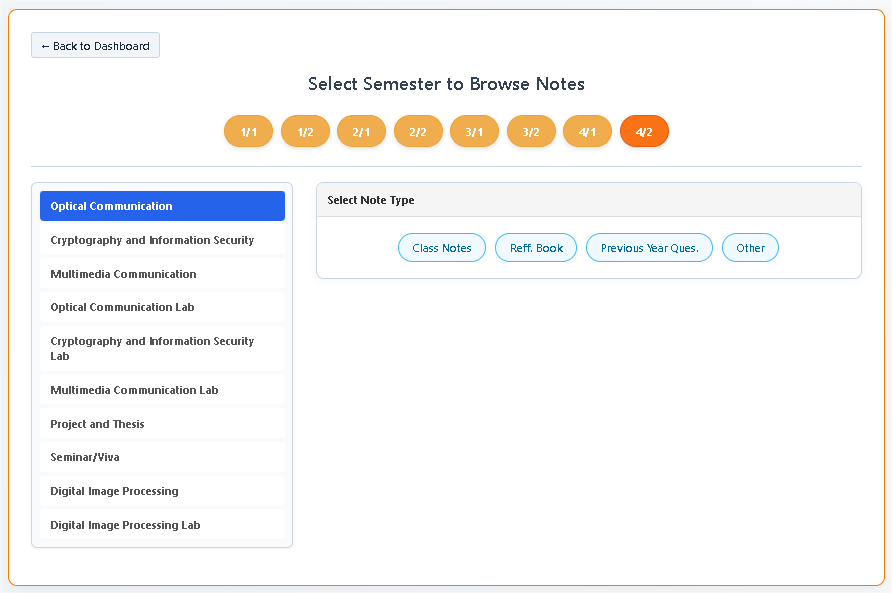 ← Back to Dashboard
Select Semester to Browse Notes
1/1 1/2 2/1 2/2 3/1 3/2 4/1 4/2
Optical Communication
Cryptography and Information Security
Multimedia Communication
Optical Communication Lab
Cryptography and Information Security
Lab
Multimedia Communication Lab
Project and Thesis
Seminar/Viva
Digital Image Processing
Digital Image Processing Lab
Select Note Type
Class Notes Reff. Book Previous Year Ques. Other